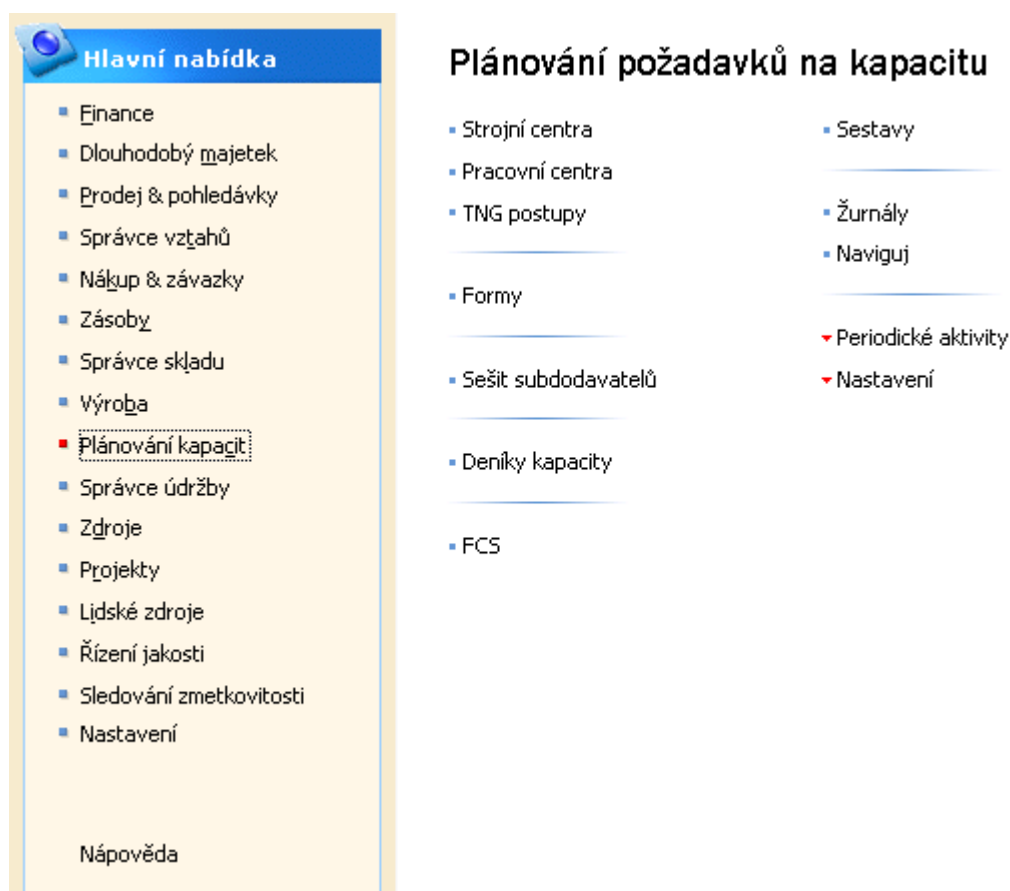 Hlavní nabídka
Finance
Dlouhodobý majetek
Prodej & pohledávky
Správce vztahů
Nákup & závazky
Zásoby
Správce skladu
Výroba
Plánování kapacit
Správce údržby
Zdroje
Projekty
Lidské zdroje
Řízení jakosti
Sledování zmetkovitosti
Nastavení
Nápověda
Plánování požadavků na kapacitu
Strojní centra
Pracovní centra
TNG postupy
Formy
Sešit subdodavatelů
Deníky kapacity
FCS
Sestavy
Žurnály
Naviguj
Periodické aktivity
Nastavení